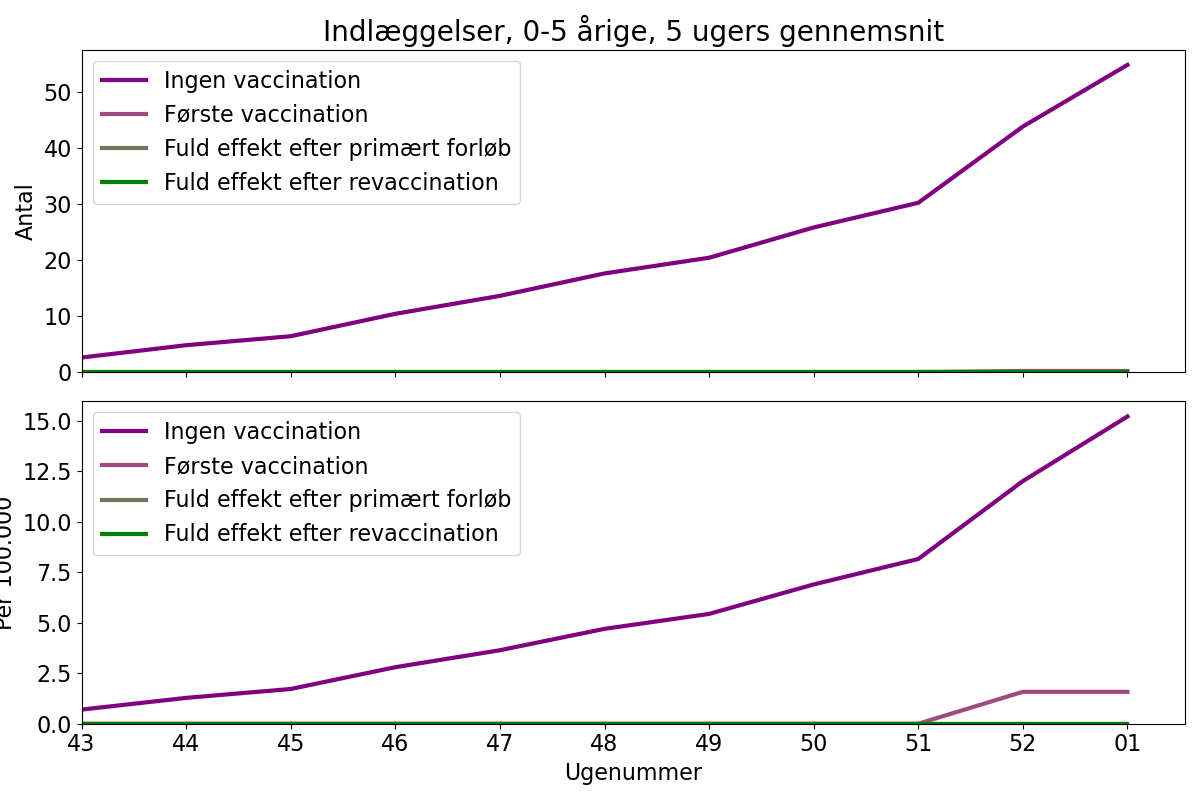 Indlæggelser, 0-5 årige, 5 ugers gennemsnit
Antal
50
40
30
20
10
0
Ingen vaccination
Første vaccination
Fuld effekt efter primært forløb
Fuld effekt efter revaccination
Per 100.000
15.0
12.5
10.0
7.5
5.0
2.5
0.0
Ingen vaccination
Første vaccination
Fuld effekt efter primært forløb
Fuld effekt efter revaccination
43 44 45 46 47 48 49 50 51 52 01
Ugenummer